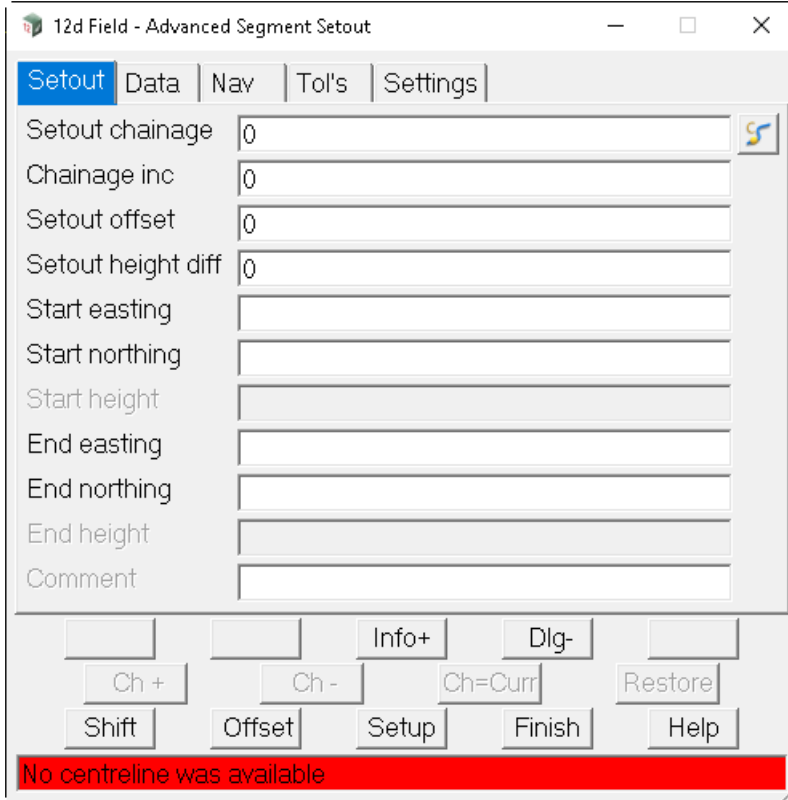 12d Field - Advanced Segment Setout
Setout Data Nav Tol's Settings
Setout chainage 0
Chainage inc 0
Setout offset 0
Setout height diff 0
Start easting
Start northing
Start height
End easting
End northing
End height
Comment
Info+ Dlg-
Ch + Ch - Ch=Curr Restore
Shift Offset Setup Finish Help
No centreline was available